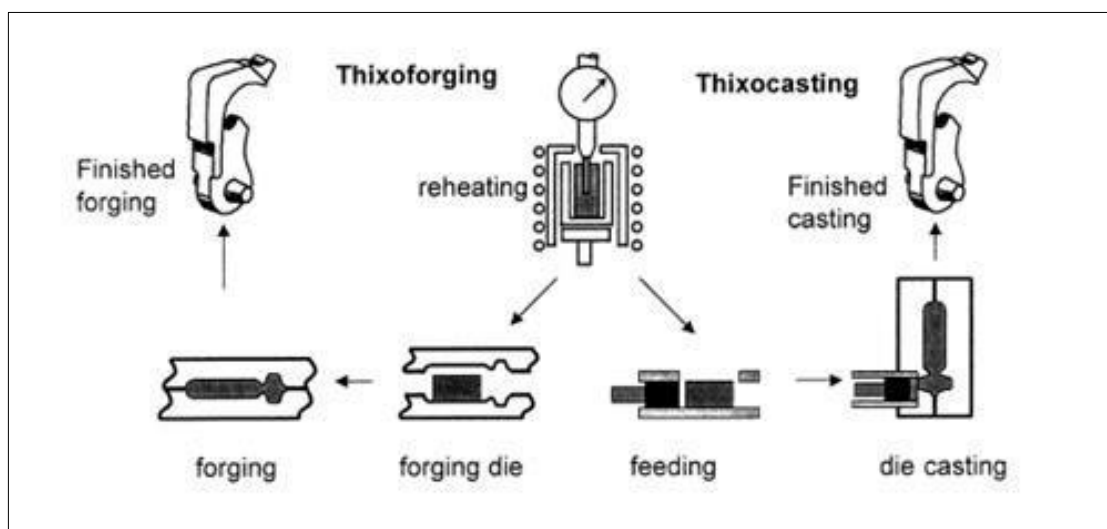 Thixoforging
Thixocasting
Finished
forging
reheating
Finished
casting
forging
forging die
feeding
die casting